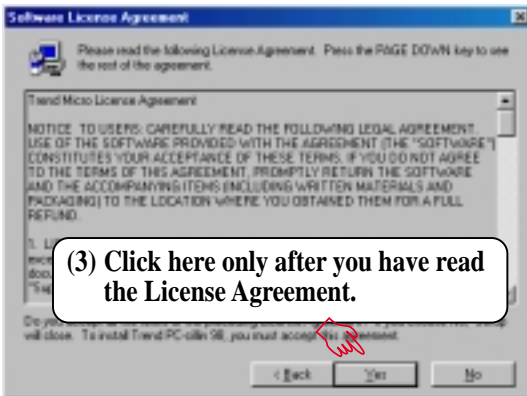 Software License Agreement
Please read the following License Agreement. Press the PAGE DOWN key to see
the rest of the agreement.
Trend Micro License Agreement
NOTICE TO USERS: CAREFULLY READ THE FOLLOWING LEGAL AGREEMENT.
USE OF THE SOFTWARE PROVIDED WITH THE AGREEMENT (THE "SOFTWARE")
CONSTITUTES YOUR ACCEPTANCE OF THESE TERMS. IF YOU DO NOT AGREE
TO THE TERMS OF THIS AGREEMENT, PROMPTLY RETURN THE SOFTWARE
AND THE ACCOMPANYING ITEMS (INCLUDING WRITTEN MATERIALS AND
PACKAGING) TO THE LOCATION WHERE YOU OBTAINED THEM FOR A FULL
REFUND.
1.
(3) Click here only after you have read
the License Agreement.
Do you
will close. To install Trend PC-cillin 98, you must accept this agreement.
< Back
Yes
No